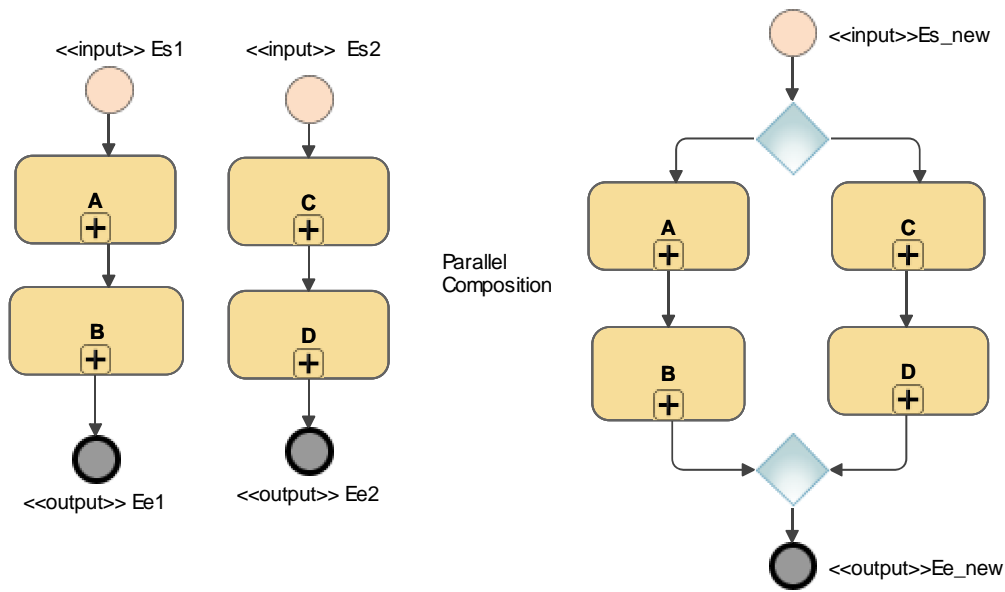 <<input>> Es1
<<input>> Es2
A
C
B
D
<<output>> Ee1
<<output>> Ee2
Parallel
Composition
<<input>>Es_new
A
C
B
D
<<output>>Ee_new